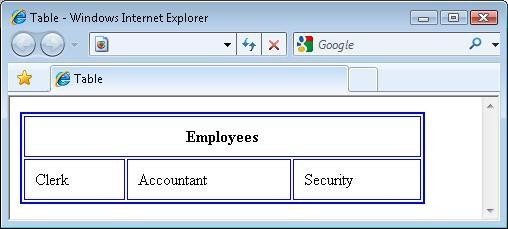 Table - Windows Internet Explorer
Google
Table
Employees
Clerk Accountant Security